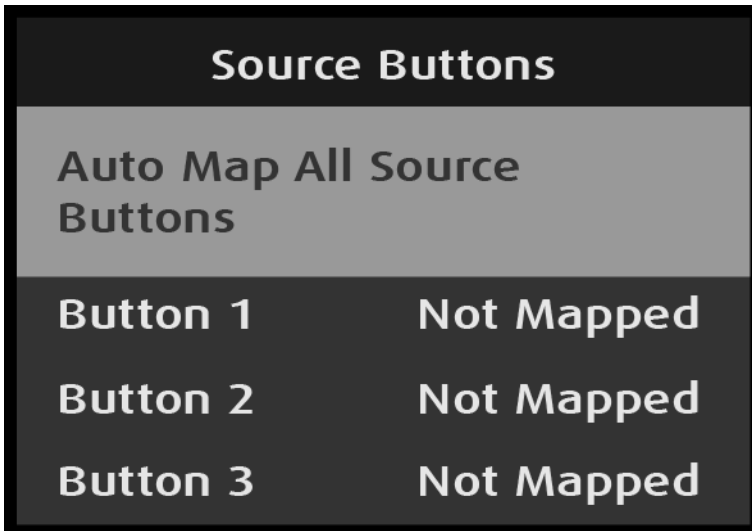 Source Buttons
Auto Map All Source
Buttons
Button 1 Not Mapped
Button 2 Not Mapped
Button 3 Not Mapped